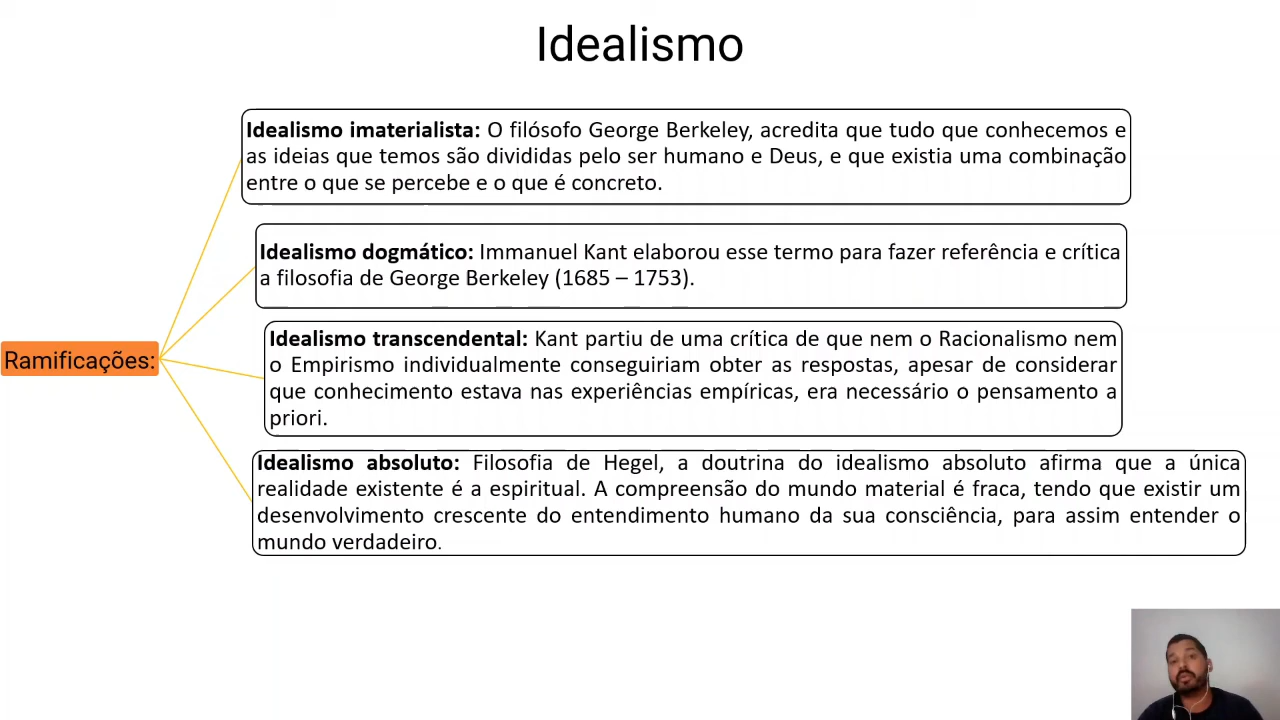 Idealismo
Idealismo imaterialista: O filósofo George Berkeley, acredita que tudo que conhecemos e
as ideias que temos são divididas pelo ser humano e Deus, e que existia uma combinação
entre o que se percebe e o que é concreto.
Idealismo dogmático: Immanuel Kant elaborou esse termo para fazer referência e crítica
a filosofia de George Berkeley (1685 – 1753).
Ramificações:
Idealismo transcendental: Kant partiu de uma crítica de que nem o Racionalismo nem
o Empirismo individualmente conseguiriam obter as respostas, apesar de considerar
que conhecimento estava nas experiências empíricas, era necessário o pensamento a
priori.
Idealismo absoluto: Filosofia de Hegel, a doutrina do idealismo absoluto afirma que a única
realidade existente é a espiritual. A compreensão do mundo material é fraca, tendo que existir um
desenvolvimento crescente do entendimento humano da sua consciência, para assim entender o
mundo verdadeiro.